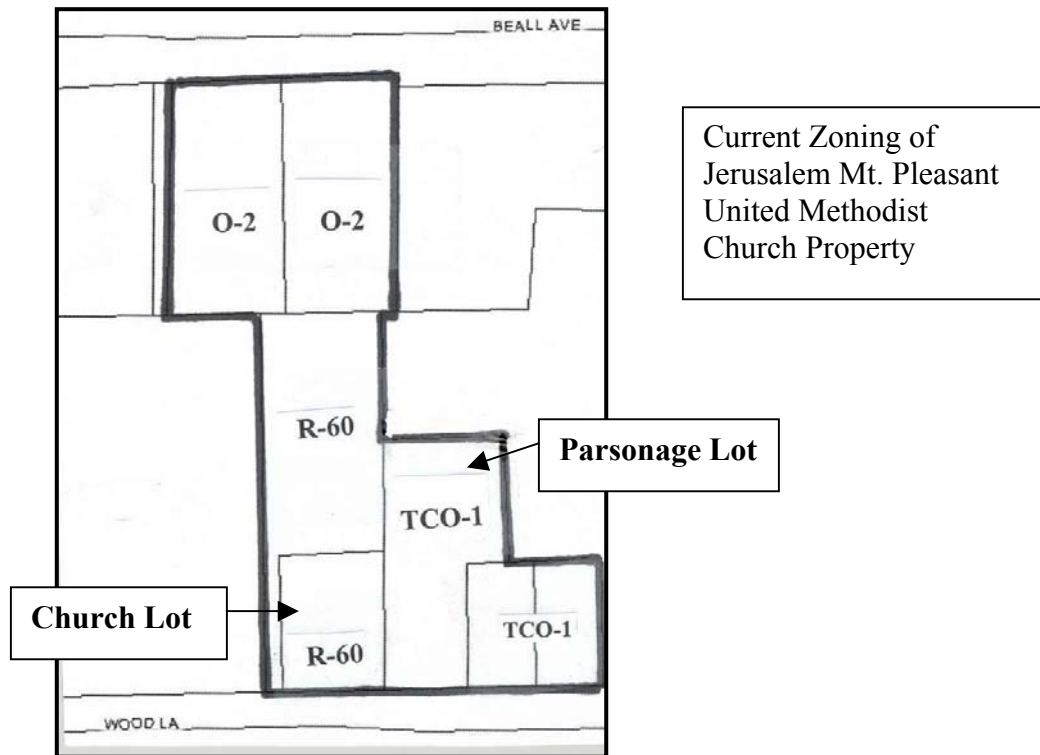 BEALL AVE
Current Zoning of
Jerusalem Mt. Pleasant
United Methodist
Church Property
O-2
O-2
R-60
Parsonage Lot
TCO-1
Church Lot
TCO-1
R-60
WOOD LA